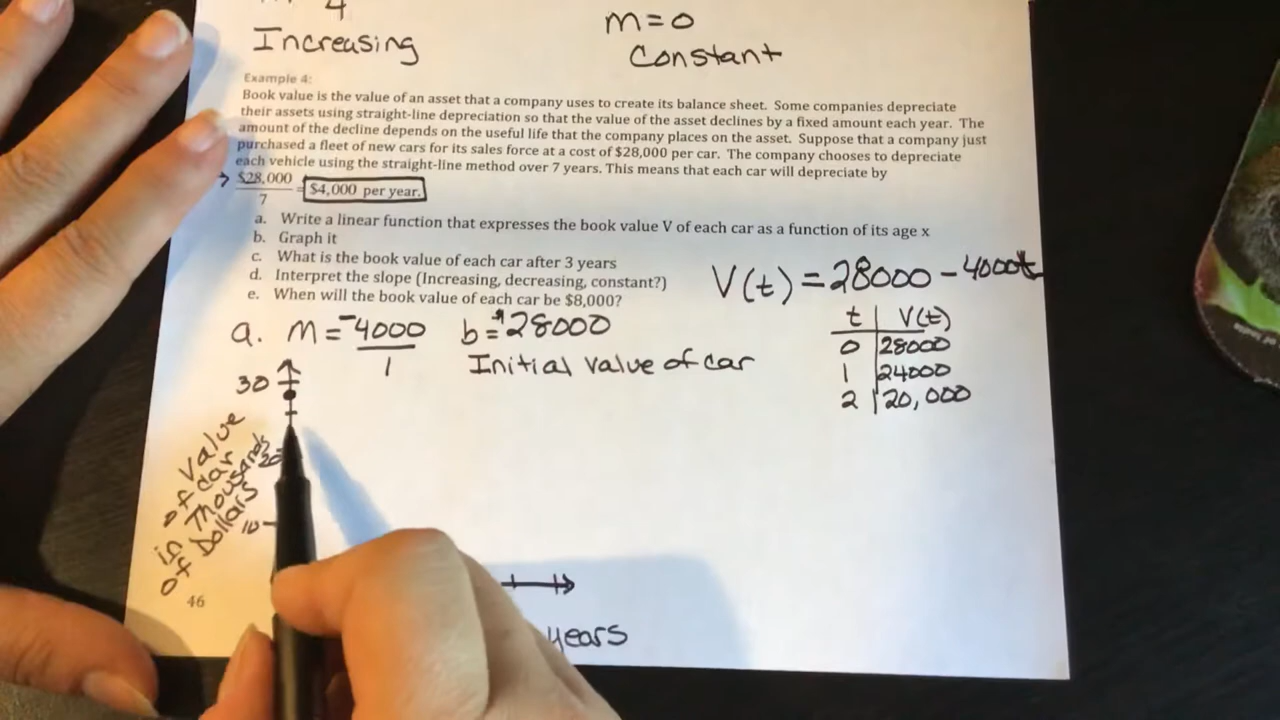 4
m=0
Increasing
Constant
Example 4:
Book value is the value of an asset that a company uses to create its balance sheet. Some companies depreciate
their assets using straight-line depreciation so that the value of the asset declines by a fixed amount each year. The
amount of the decline depends on the useful life that the company places on the asset. Suppose that a company just
purchased a fleet of new cars for its sales force at a cost of $28,000 per car. The company chooses to depreciate
each vehicle using the straight-line method over 7 years. This means that each car will depreciate by
$28,000
7
= $4,000 per year.
a. Write a linear function that expresses the book value V of each car as a function of its age x
b. Graph it
c. What is the book value of each car after 3 years
d. Interpret the slope (Increasing, decreasing, constant?)
e. When will the book value of each car be $8,000?
V(t)=28000-4000t
a. m=-4000
1
b= 28000
Initial value of car
t V(t)
0 28000
1 24000
2 20,000
30
20
10
Value
of car
in Thousands
of Dollars
46
years